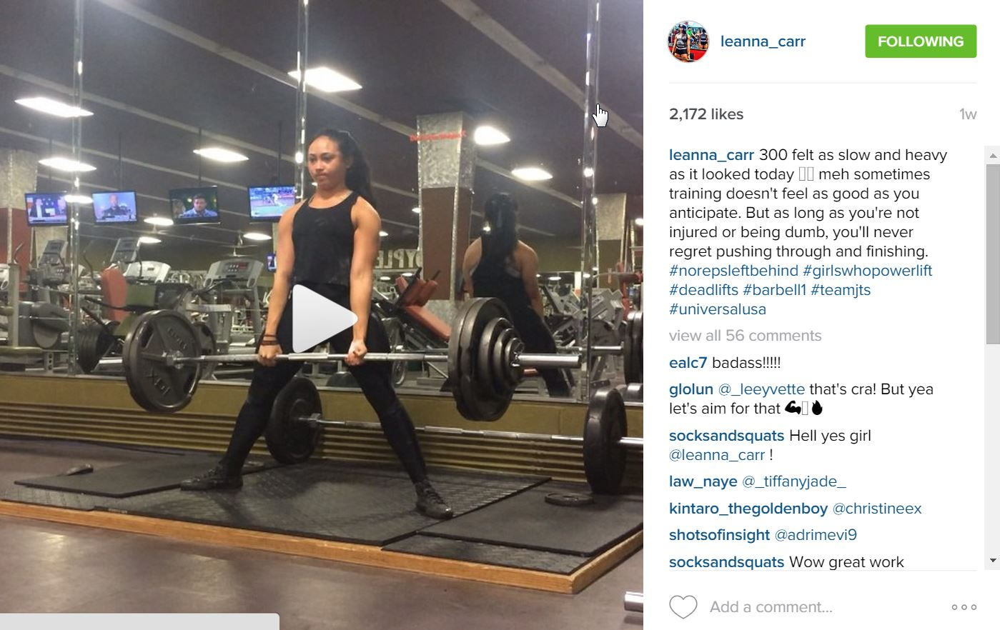 leanna_carr
FOLLOWING
2,172 likes
1w
leanna_carr 300 felt as slow and heavy
as it looked today meh sometimes
training doesn't feel as good as you
anticipate. But as long as you're not
injured or being dumb, you'll never
regret pushing through and finishing.
#norepsleftbehind #girlswhopowerlift
#deadlifts #barbell1 #teamjts
#universalusa
view all 56 comments
ealc7 badass!!!!!
glolun @_leeyvette that's cra! But yea
let's aim for that
socksandsquats Hell yes girl
@leanna_carr !
law_naye @_tiffanyjade_
kintaro_thegoldenboy @christineex
shotsofinsight @adrimevi9
socksandsquats Wow great work
Add a comment...